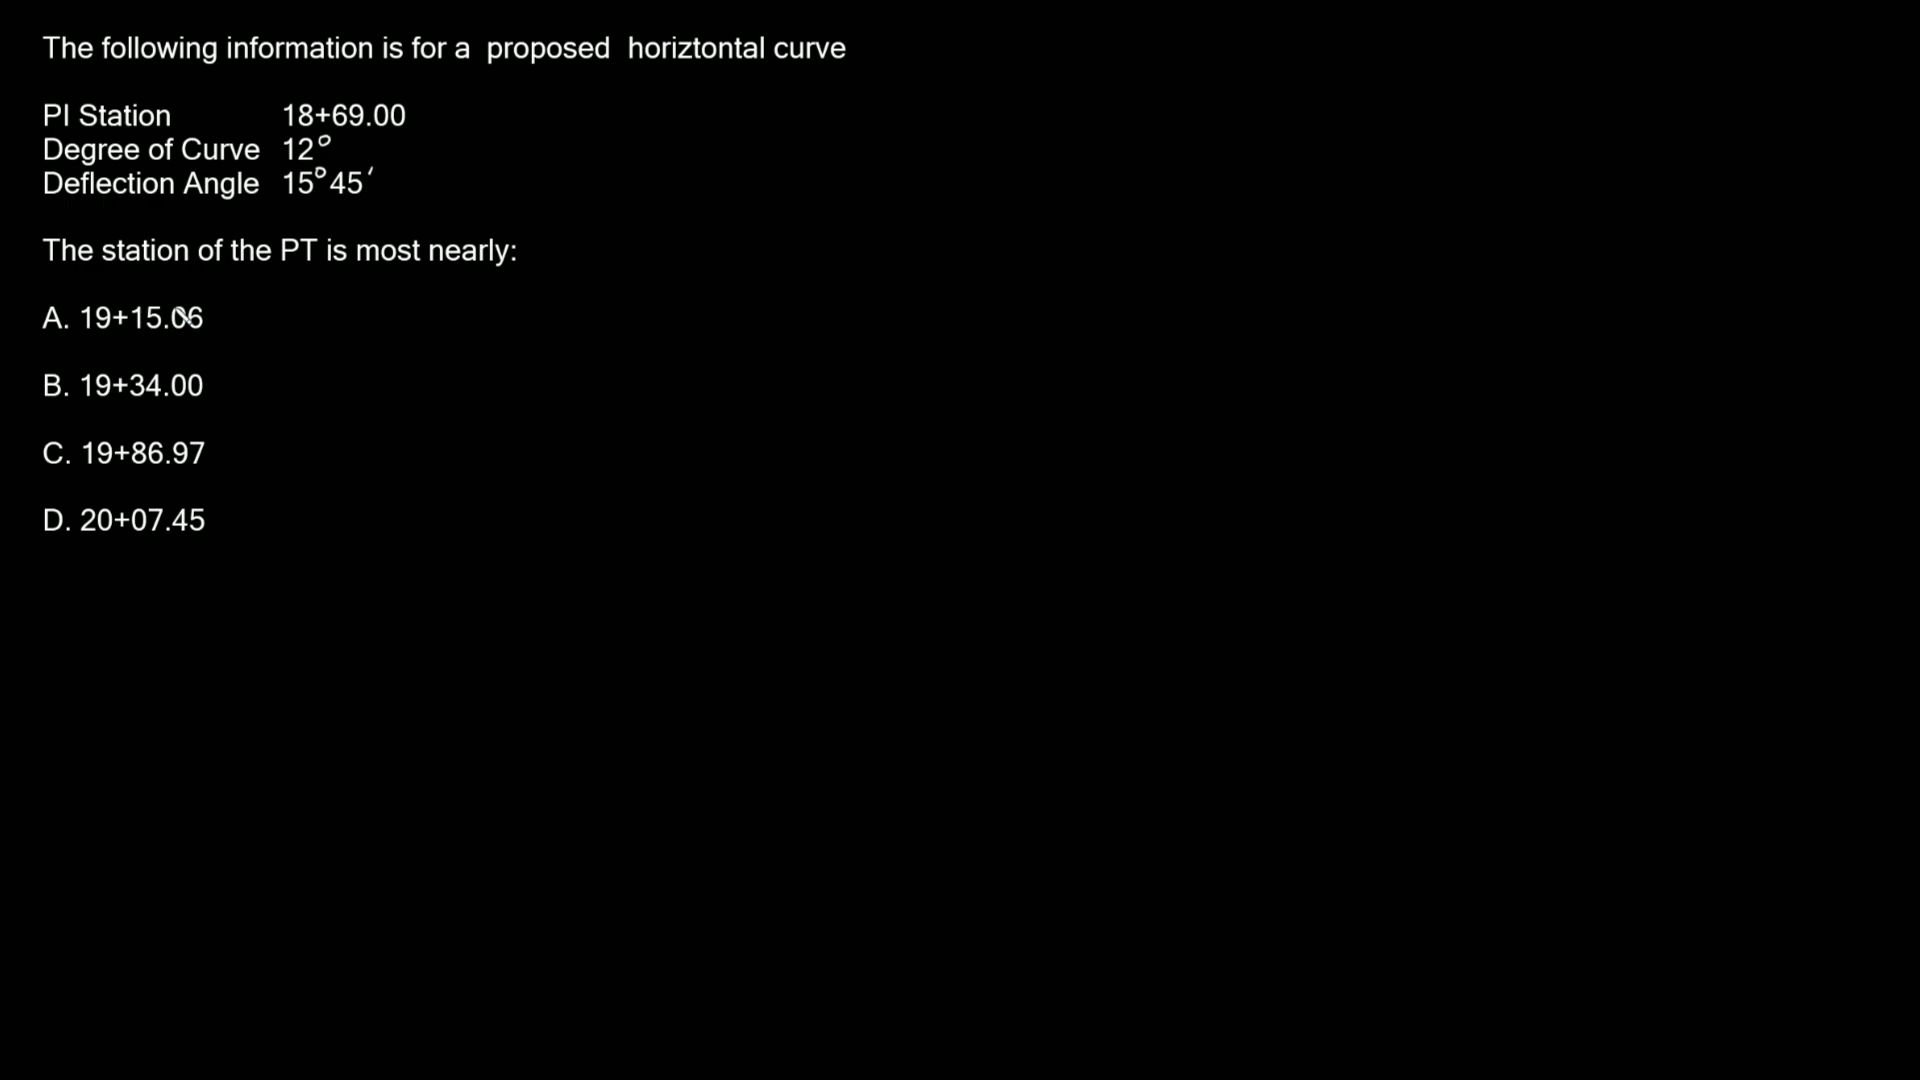 The following information is for a proposed horiztontal curve
PI Station 18+69.00
Degree of Curve 12°
Deflection Angle 15°45'
The station of the PT is most nearly:
A. 19+15.06
B. 19+34.00
C. 19+86.97
D. 20+07.45